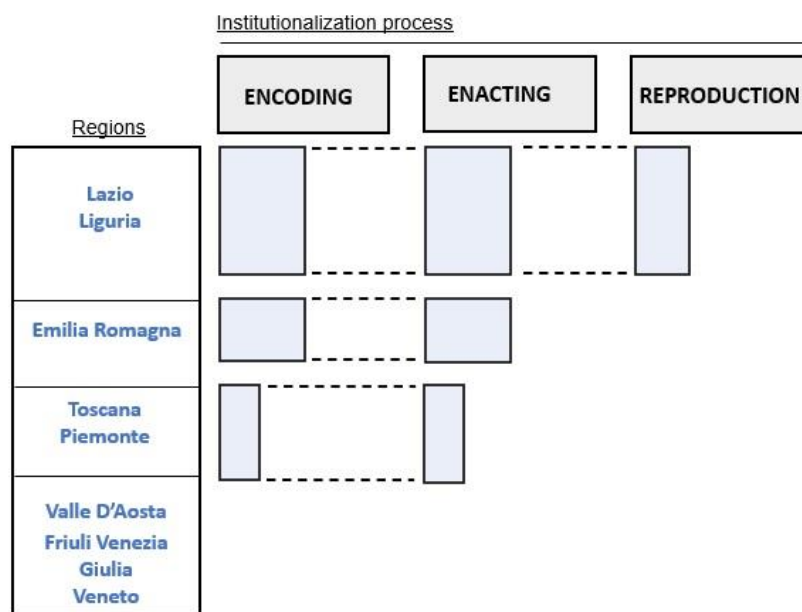 Institutionalization process
ENCODING
ENACTING
REPRODUCTION
Regions
Lazio
Liguria
Emilia Romagna
Toscana
Piemonte
Valle D’Aosta
Friuli Venezia
Giulia
Veneto